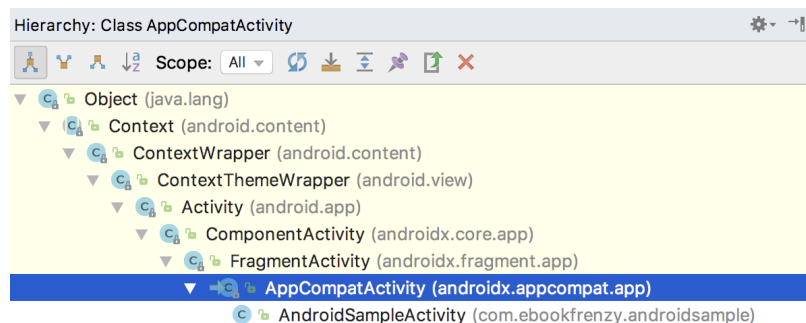 Hierarchy: Class AppCompatActivity
Scope: All
Object (java.lang)
Context (android.content)
ContextWrapper (android.content)
ContextThemeWrapper (android.view)
Activity (android.app)
ComponentActivity (androidx.core.app)
FragmentActivity (androidx.fragment.app)
AppCompatActivity (androidx.appcompat.app)
AndroidSampleActivity (com.ebookfrenzy.androidsample)